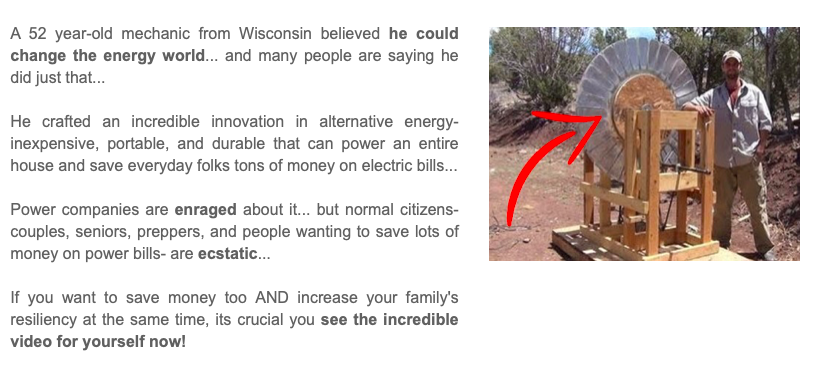 A 52 year-old mechanic from Wisconsin believed he could
change the energy world... and many people are saying he
did just that...
He crafted an incredible innovation in alternative energy-
inexpensive, portable, and durable that can power an entire
house and save everyday folks tons of money on electric bills...
Power companies are enraged about it... but normal citizens-
couples, seniors, preppers, and people wanting to save lots of
money on power bills- are ecstatic...
If you want to save money too AND increase your family's
resiliency at the same time, its crucial you see the incredible
video for yourself now!